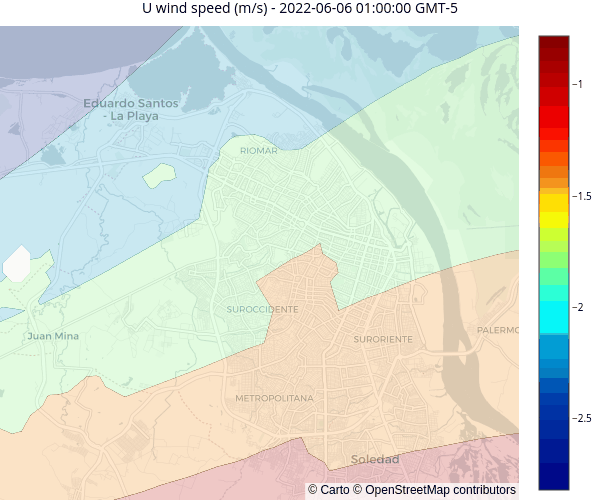 U wind speed (m/s) - 2022-06-06 01:00:00 GMT-5
Eduardo Santos
- La Playa
RIOMAR
SUROCCIDENTE
Juan Mina
SURORIENTE
PALERMO
METROPOLITANA
Soledad
© Carto © OpenStreetMap contributors
−1
−1.5
−2
−2.5